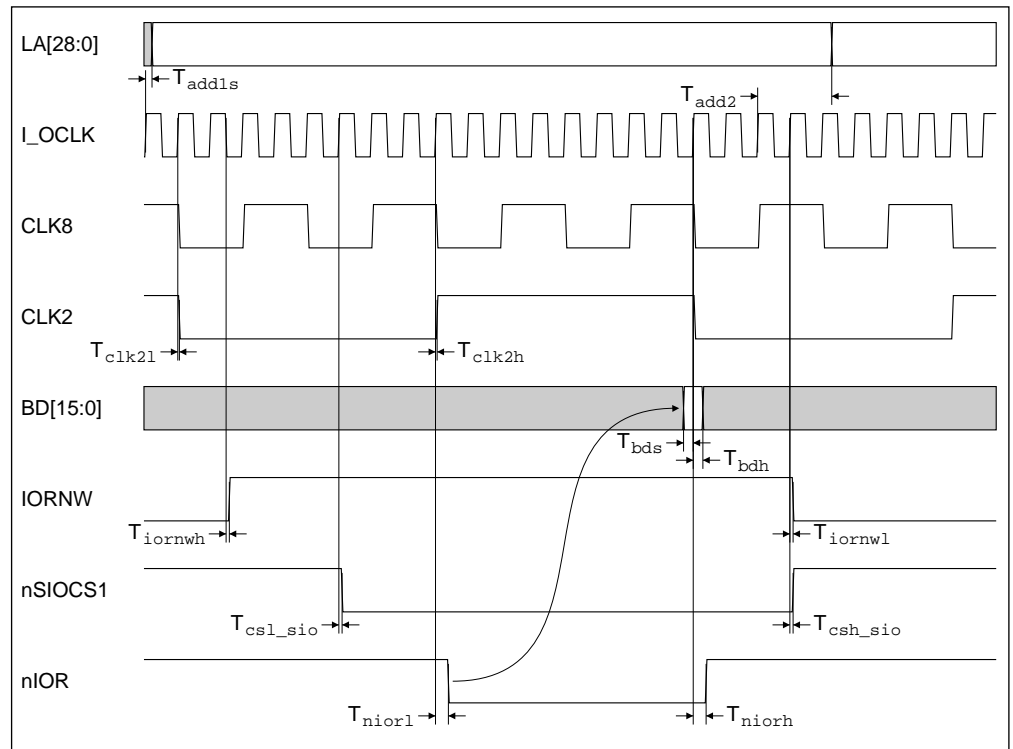 LA[28:0]
T_addls
T_add2
I_OCLK
CLK8
CLK2
T_clk2l
T_clk2h
BD[15:0]
T_bds
T_bdh
IORNW
T_iornwh
T_iornwl
nSIOCS1
T_csl_sio
T_csh_sio
nIOR
T_niorl
T_niorh